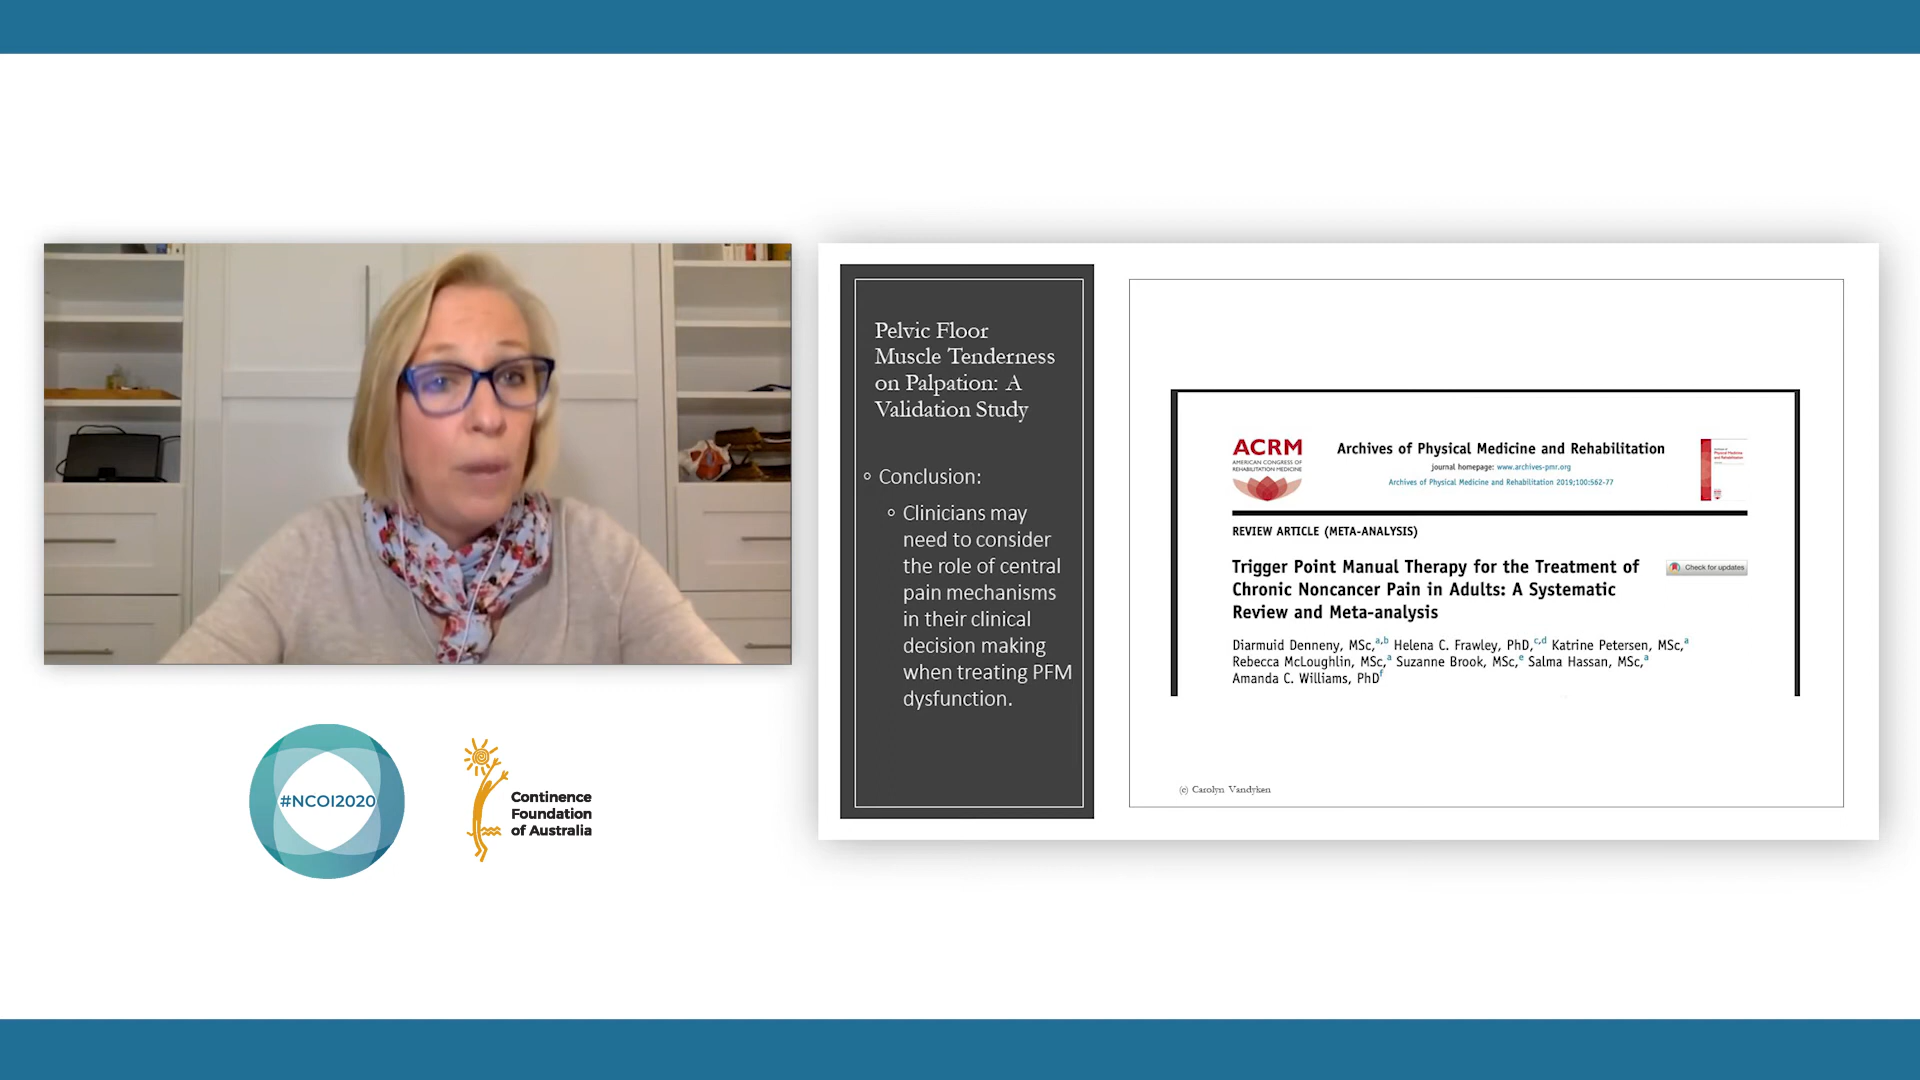 Pelvic Floor
Muscle Tenderness
on Palpation: A
Validation Study
Conclusion:
Clinicians may
need to consider
the role of central
pain mechanisms
in their clinical
decision making
when treating PFM
dysfunction.
ACRM
AMERICAN CONGRESS OF
REHABILITATION MEDICINE
Archives of Physical Medicine and Rehabilitation
journal homepage: www.archives-pmr.org
Archives of Physical Medicine and Rehabilitation 2019;100:562-77
REVIEW ARTICLE (META-ANALYSIS)
Trigger Point Manual Therapy for the Treatment of
Chronic Noncancer Pain in Adults: A Systematic
Review and Meta-analysis
Check for updates
Diarmuid Denneny, MSc,a,b Helena C. Frawley, PhD,c,d Katrine Petersen, MSc,a
Rebecca McLoughlin, MSc,a Suzanne Brook, MSc,e Salma Hassan, MSc,a
Amanda C. Williams, PhDf
(c) Carolyn Vandyken
#NCOI2020
Continence
Foundation
of Australia